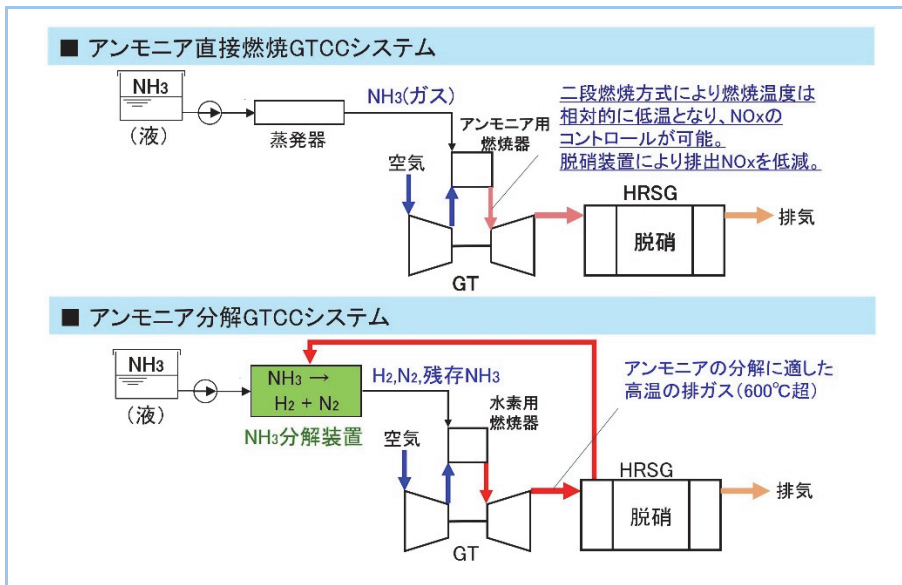 ■ アンモニア直接燃焼GTCCシステム
NH3
(液)
蒸発器
NH3(ガス)
アンモニア用
燃焼器
空気
GT
二段燃焼方式により燃焼温度は
相対的に低温となり、NOxの
コントロールが可能。
脱硝装置により排出NOxを低減。
HRSG
脱硝
排気
■ アンモニア分解GTCCシステム
NH3
(液)
NH3 →
H2 + N2
NH3分解装置
H2,N2,残存NH3
水素用
燃焼器
空気
GT
アンモニアの分解に適した
高温の排ガス(600℃超)
HRSG
脱硝
排気